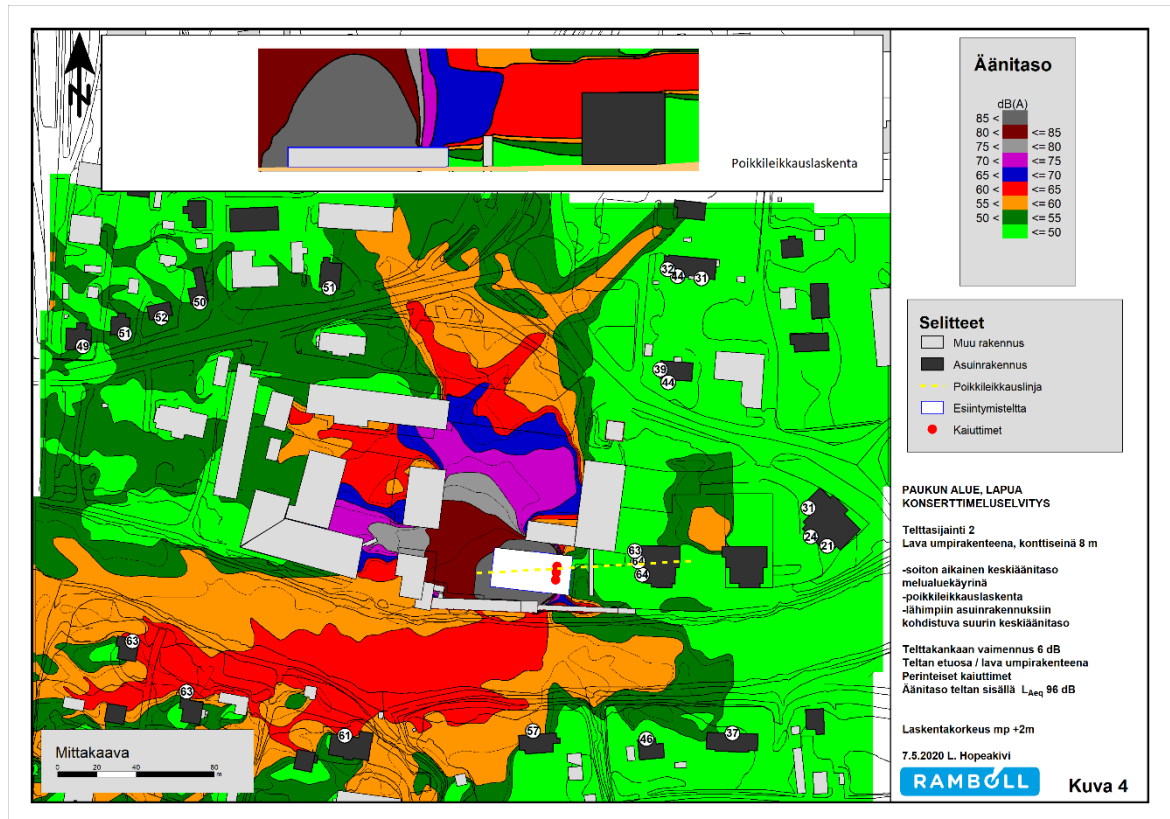 N
Poikkileikkauslaskenta
Äänitaso
dB(A)
85 <
80 < <= 85
75 < <= 80
70 < <= 75
65 < <= 70
60 < <= 65
55 < <= 60
50 < <= 55
<= 50
Selitteet
Muu rakennus
Asuinrakennus
Poikkileikkauslinja
Esiintymisteltta
Kaiuttimet
PAUKUN ALUE, LAPUA
KONSERTTIMELUSELVITYS
Telttasijainti 2
Lava umpirakenteena, konttiseinä 8 m
-soiton aikainen keskiäänitaso
melualuekäyrinä
-poikkileikkauslaskenta
-lähimpiin asuinrakennuksiin
kohdistuva suurin keskiäänitaso
Telttakankaan vaimennus 6 dB
Teltan etuosa / lava umpirakenteena
Perinteiset kaiuttimet
Äänitaso teltan sisällä LAeq 96 dB
Laskentakorkeus mp +2m
7.5.2020 L. Hopeakivi
RAMBOLL
Kuva 4
32
44
31
51
50
52
51
49
39
44
31
24
21
63
64
64
63
63
61
57
46
37
Mittakaava
0 20 40 80
m